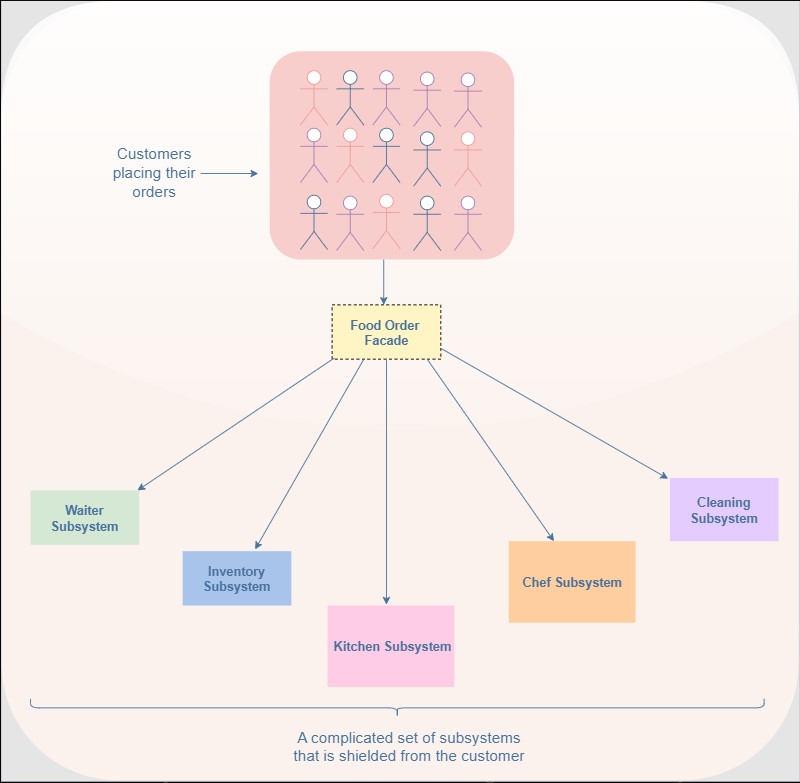 Customers
placing their
orders
Food Order
Facade
Waiter
Subsystem
Inventory
Subsystem
Kitchen Subsystem
Chef Subsystem
Cleaning
Subsystem
A complicated set of subsystems
that is shielded from the customer